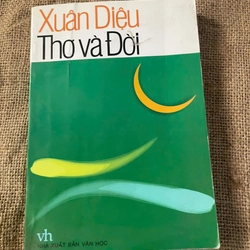 Xuân Diệu
Thơ và Đời
vh
NHÀ XUẤT BẢN VĂN HỌC